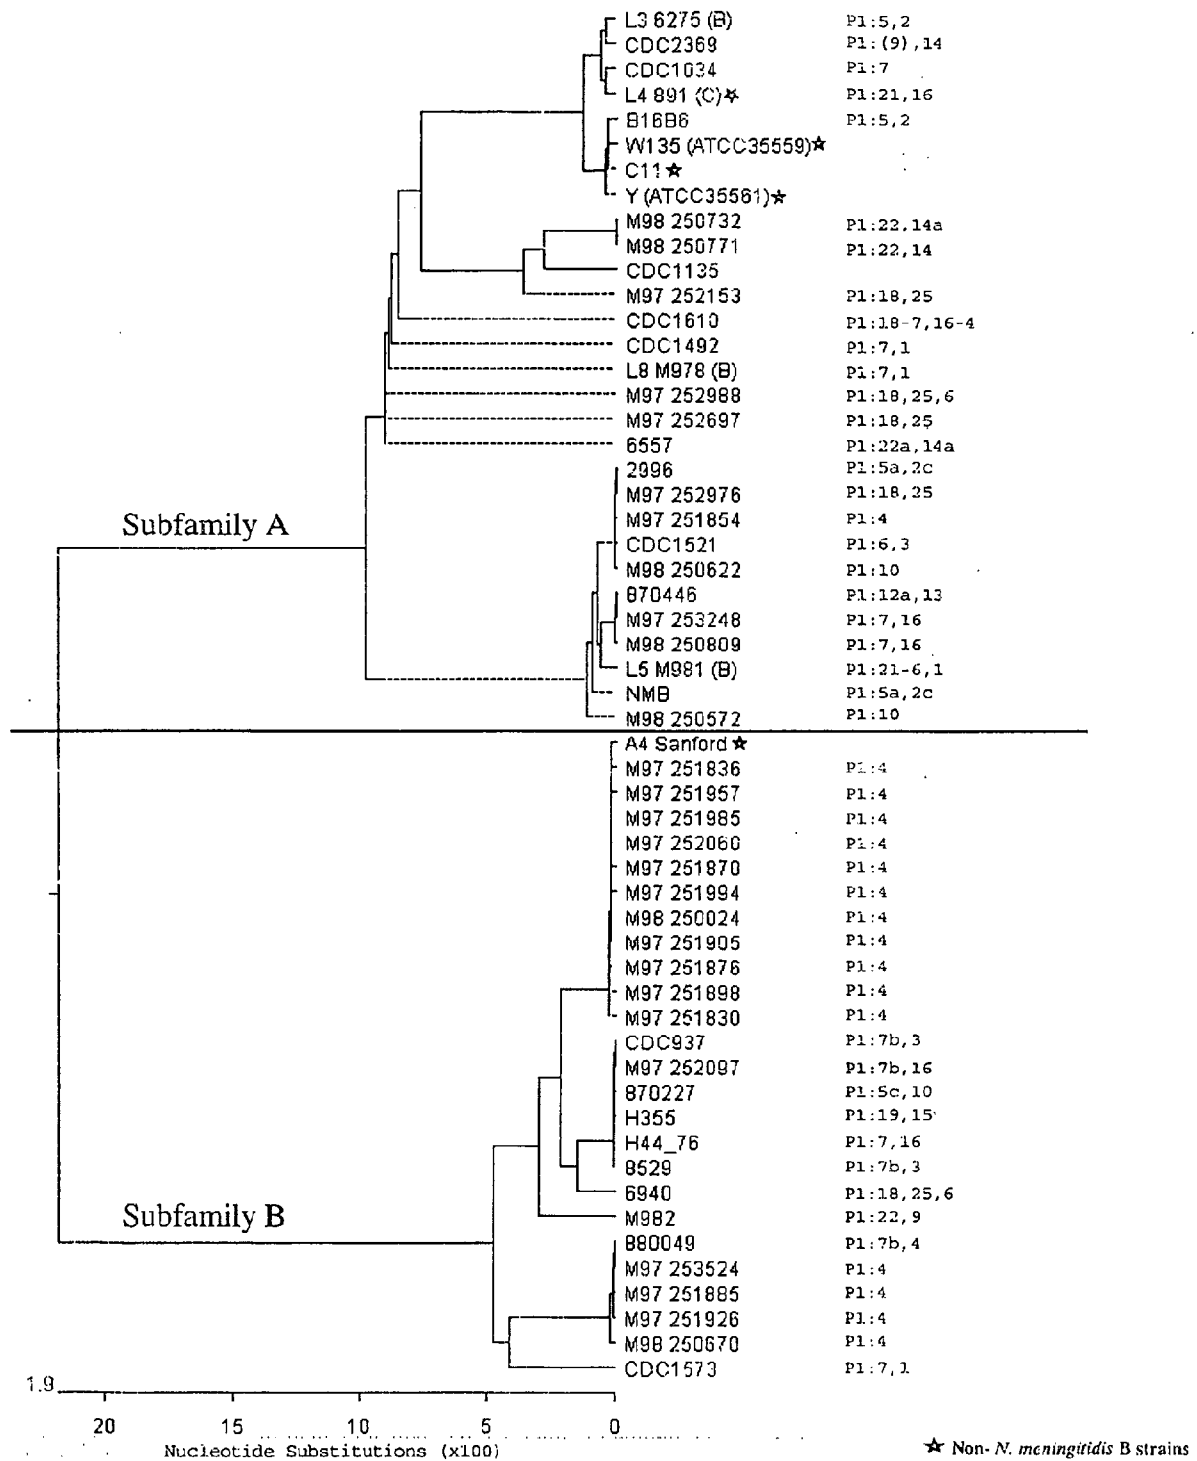 L3 6275 (B) P1:5,2
CDC2369 P1:(9),14
CDC1034 P1:7
L4 891 (C)☆ P1:21,16
B16B6 P1:5,2
W135 (ATCC35559)☆
C11☆
Y (ATCC35561)☆
M98 250732 P1:22,14a
M98 250771 P1:22,14
CDC1135
M97 252153 P1:18,25
CDC1610 P1:18-7,16-4
CDC1492 P1:7,1
L8 M978 (B) P1:7,1
M97 252988 P1:18,25,6
M97 252697 P1:18,25
6557 P1:22a,14a
2996 P1:5a,2c
M97 252976 P1:18,25
M97 251854 P1:4
Subfamily A
CDC1521 P1:6,3
M98 250622 P1:10
870446 P1:12a,13
M97 253248 P1:7,16
M98 250809 P1:7,16
L5 M981 (B) P1:21-6,1
NMB P1:5a,2c
M98 250572 P1:10
A4 Sanford☆
M97 251836 P1:4
M97 251957 P1:4
M97 251985 P1:4
M97 252060 P1:4
M97 251870 P1:4
M97 251994 P1:4
M98 250024 P1:4
M97 251905 P1:4
M97 251876 P1:4
M97 251898 P1:4
M97 251830 P1:4
CDC937 P1:7b,3
M97 252097 P1:7b,16
870227 P1:5c,10
H355 P1:19,15
H44_76 P1:7,16
8529 P1:7b,3
6940 P1:18,25,6
Subfamily B
M982 P1:22,9
880049 P1:7b,4
M97 253524 P1:4
M97 251885 P1:4
M97 251926 P1:4
M98 250670 P1:4
CDC1573 P1:7,1
1.9
20 15 10 5 0
Nucleotide Substitutions (x100)
☆ Non- N. meningitidis B strains